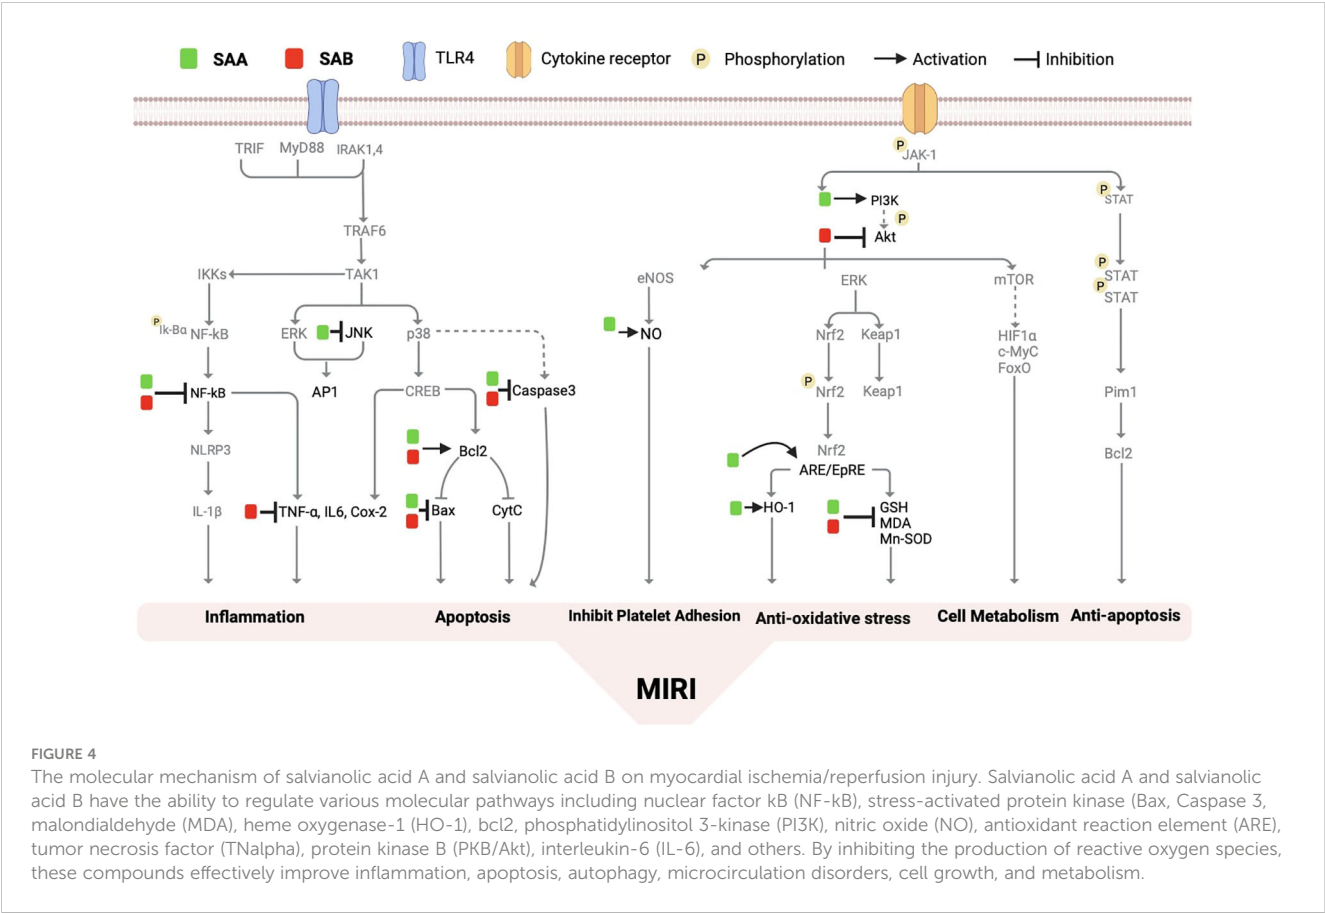 SAA SAB TLR4 Cytokine receptor P Phosphorylation Activation Inhibition
TRIF MyD88 IRAK1,4
TRAF6
IKKs TAK1
P
Ik-Bα NF-kB ERK JNK p38
NF-kB AP1 CREB Caspase3
NLRP3 Bcl2
IL-1β TNF-α, IL6, Cox-2 Bax CytC
P
JAK-1
PI3K
P
Akt
P
STAT
eNOS ERK mTOR
P
STAT
P
STAT
NO Nrf2 Keap1 HIF1α
c-MyC
FoxO
P
Nrf2 Keap1 Pim1
Nrf2 Bcl2
ARE/EpRE
HO-1 GSH
MDA
Mn-SOD
Inflammation Apoptosis Inhibit Platelet Adhesion Anti-oxidative stress Cell Metabolism Anti-apoptosis
MIRI
FIGURE 4
The molecular mechanism of salvianolic acid A and salvianolic acid B on myocardial ischemia/reperfusion injury. Salvianolic acid A and salvianolic
acid B have the ability to regulate various molecular pathways including nuclear factor kB (NF-kB), stress-activated protein kinase (Bax, Caspase 3,
malondialdehyde (MDA), heme oxygenase-1 (HO-1), bcl2, phosphatidylinositol 3-kinase (PI3K), nitric oxide (NO), antioxidant reaction element (ARE),
tumor necrosis factor (TNalpha), protein kinase B (PKB/Akt), interleukin-6 (IL-6), and others. By inhibiting the production of reactive oxygen species,
these compounds effectively improve inflammation, apoptosis, autophagy, microcirculation disorders, cell growth, and metabolism.